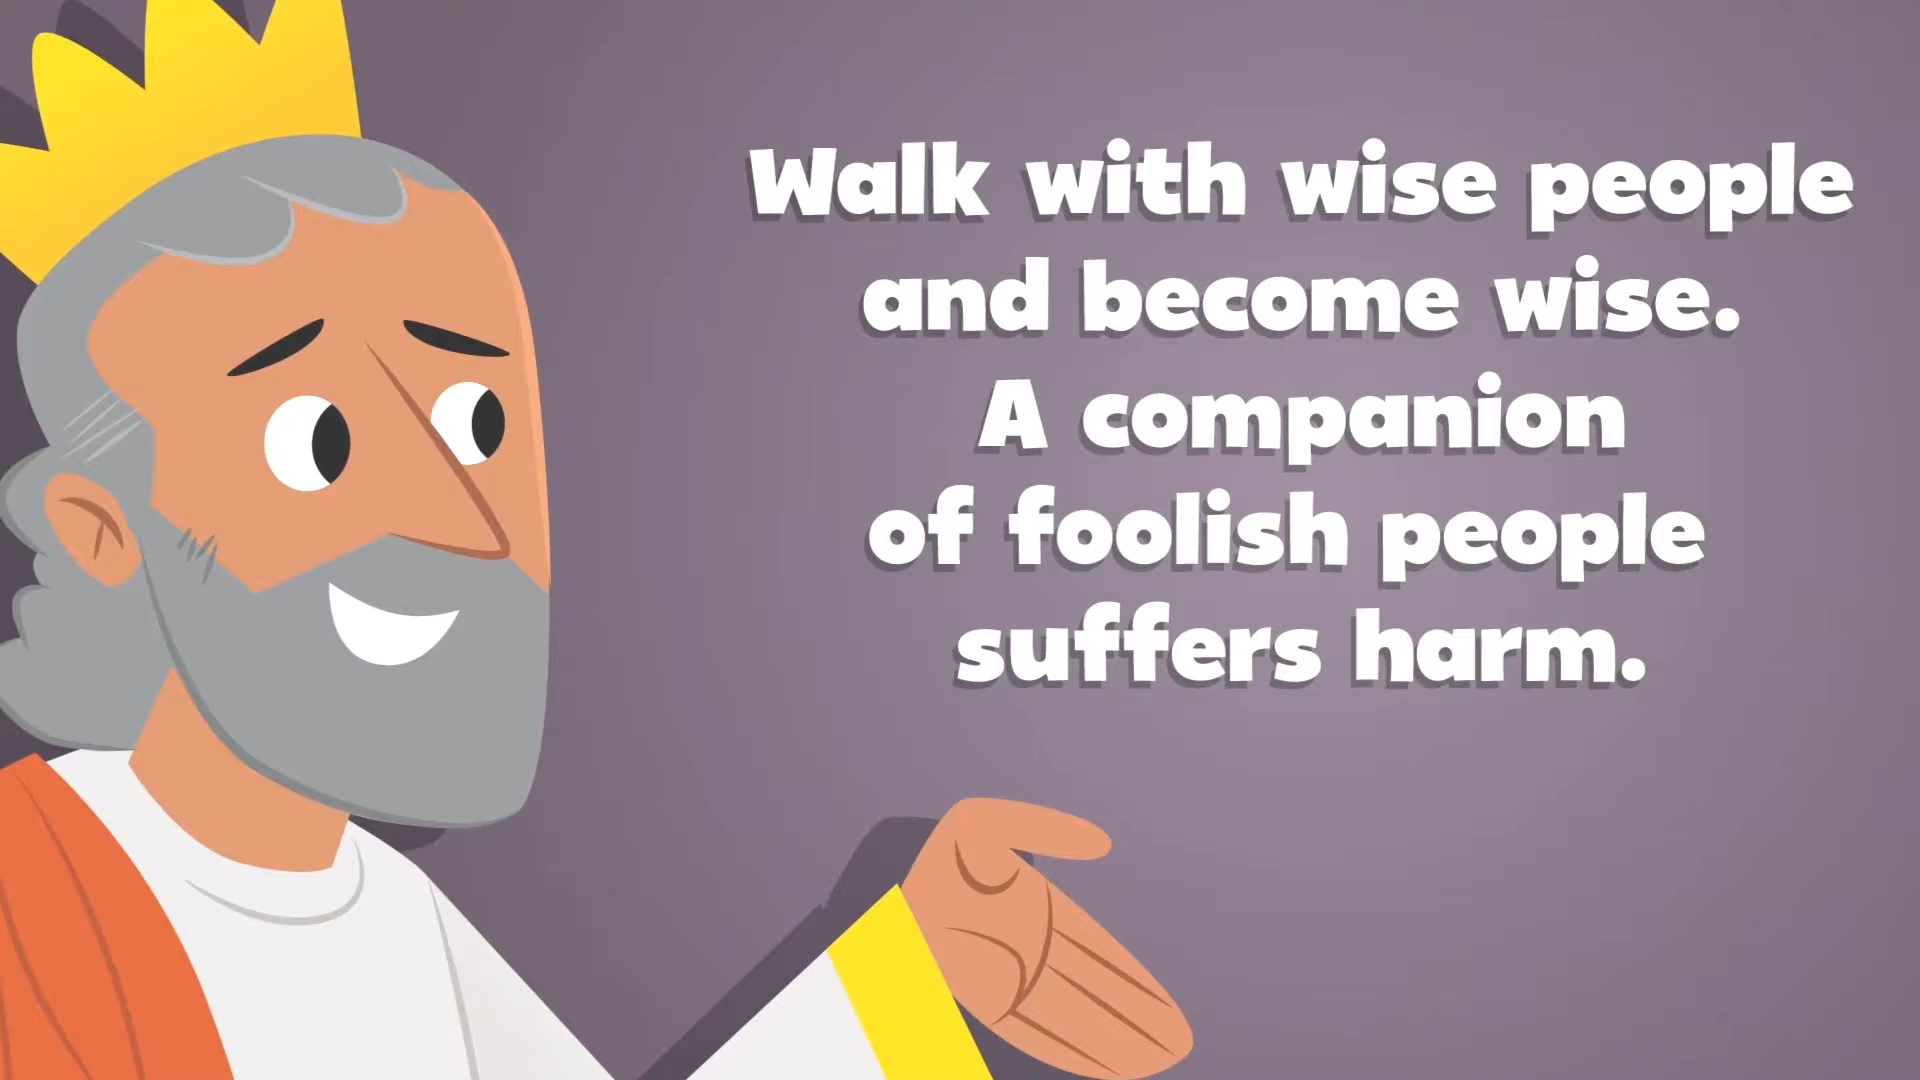 Walk with wise people
and become wise.
A companion
of foolish people
suffers harm.